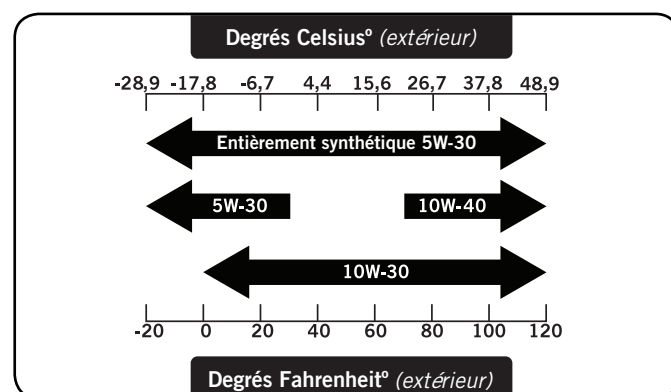 Degrés Celsiusº (extérieur)
-28,9 -17,8 -6,7 4,4 15,6 26,7 37,8 48,9
Entièrement synthétique 5W-30
5W-30 10W-40
10W-30
-20 0 20 40 60 80 100 120
Degrés Fahrenheitº (extérieur)